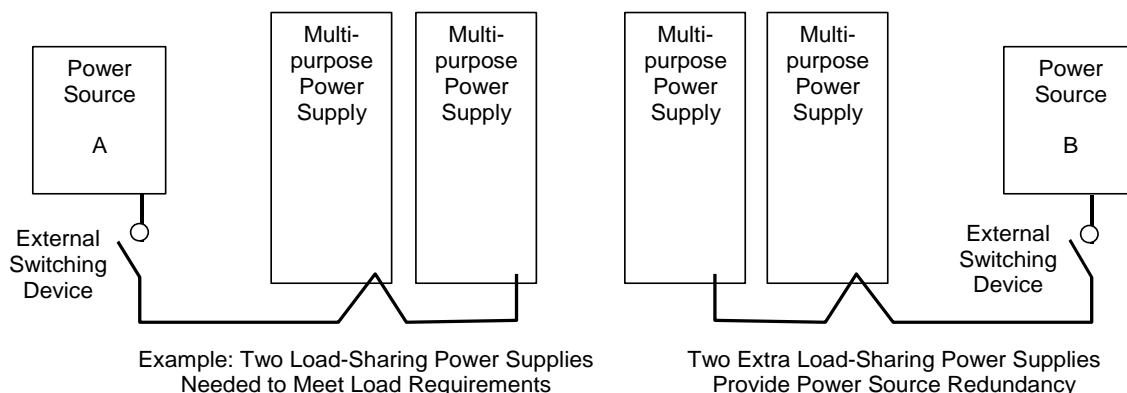 Power
Source
A
External
Switching
Device
Multi-
purpose
Power
Supply
Multi-
purpose
Power
Supply
Example: Two Load-Sharing Power Supplies
Needed to Meet Load Requirements
Multi-
purpose
Power
Supply
Multi-
purpose
Power
Supply
Power
Source
B
External
Switching
Device
Two Extra Load-Sharing Power Supplies
Provide Power Source Redundancy